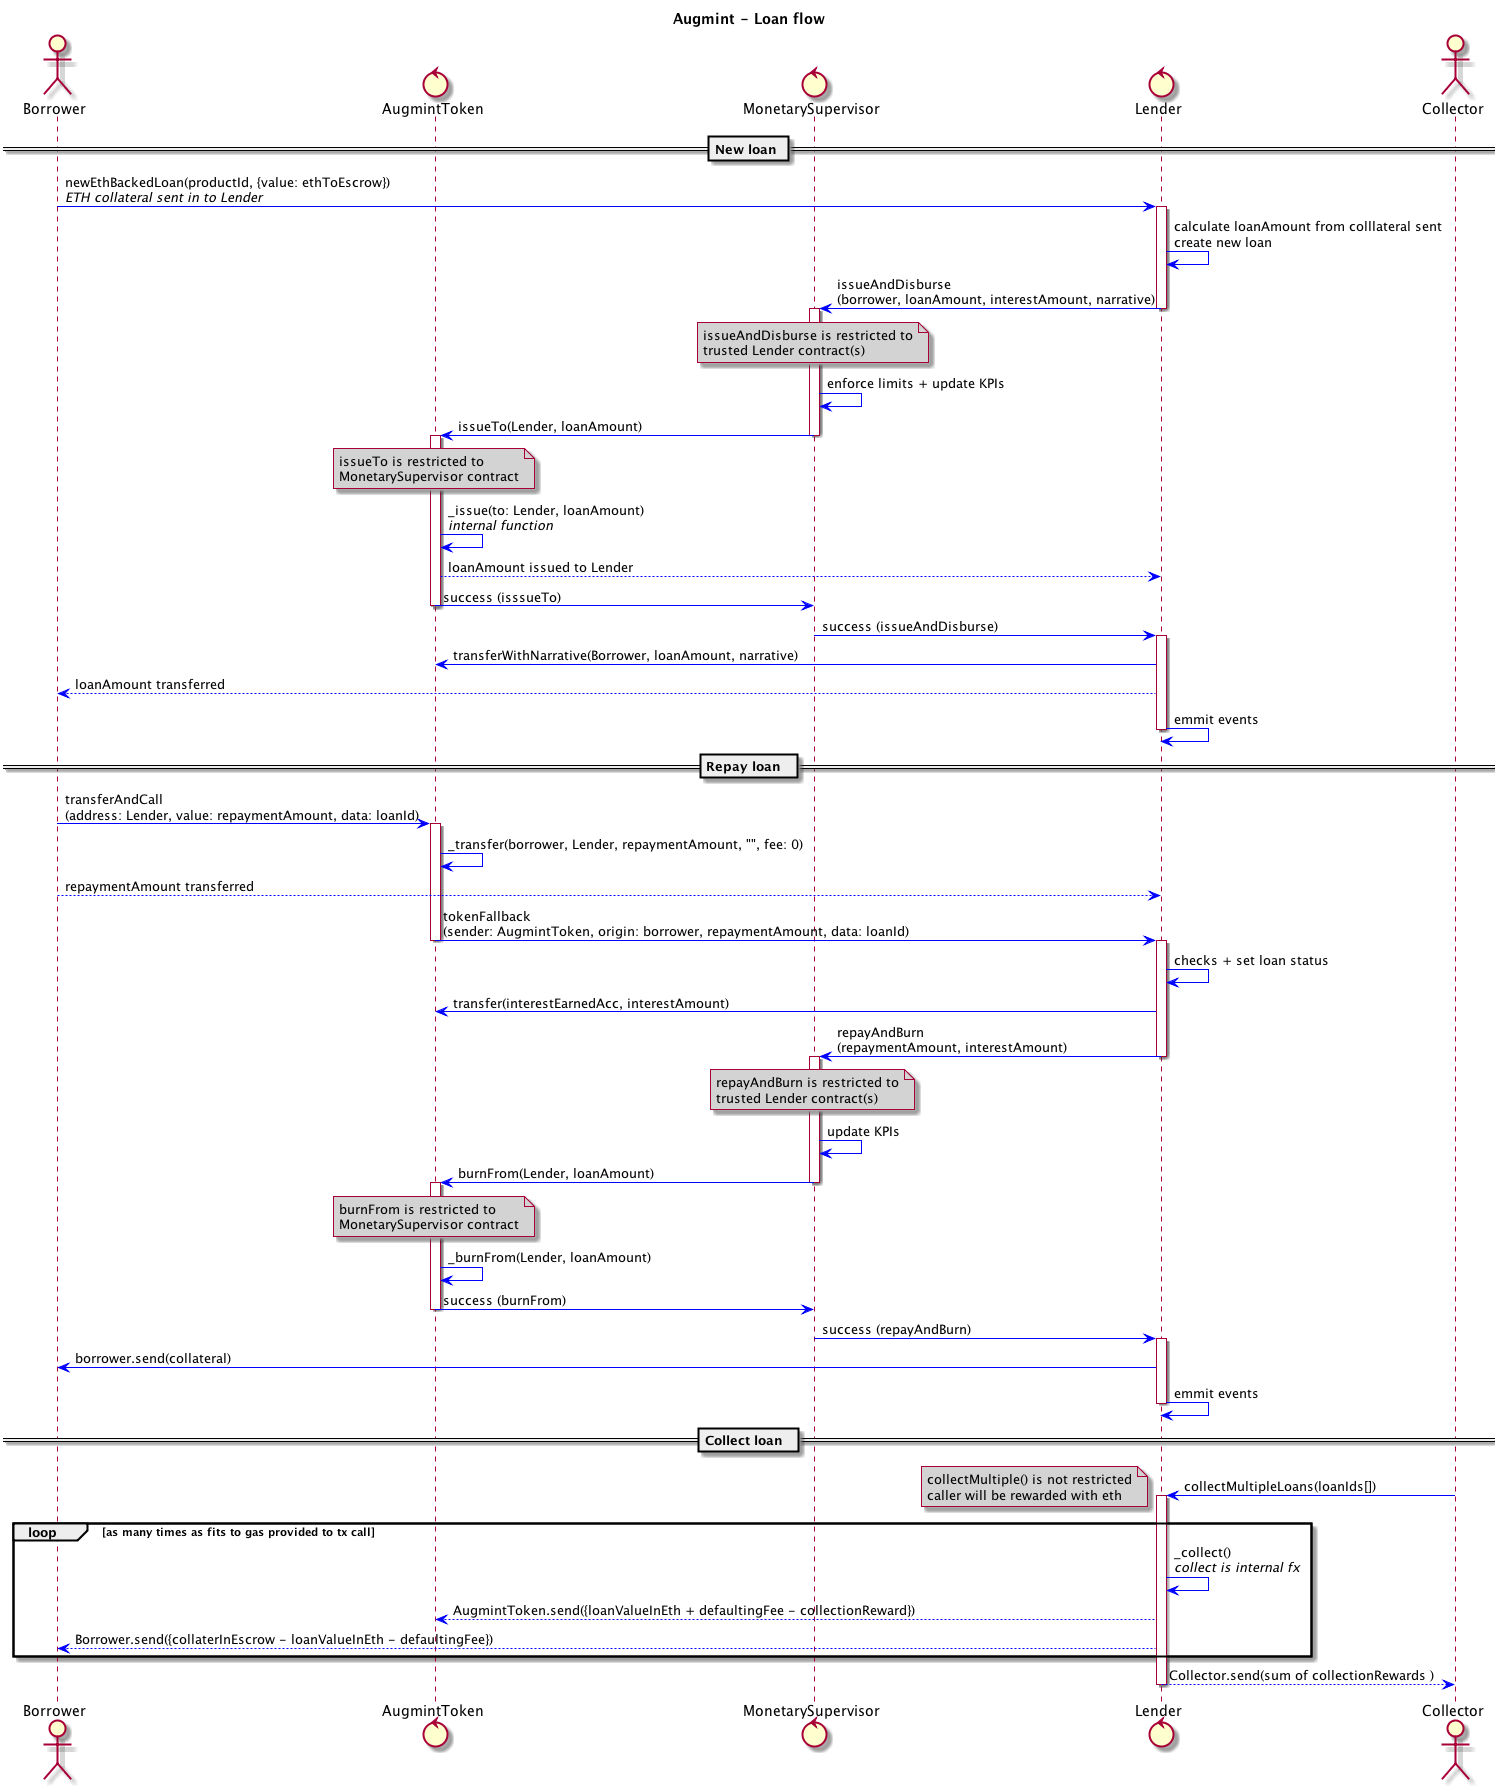 Augmint - Loan flow
Borrower
AugmintToken
MonetarySupervisor
Lender
Collector
New loan
newEthBackedLoan(productId, {value: ethToEscrow})
ETH collateral sent in to Lender
calculate loanAmount from colllateral sent
create new loan
issueAndDisburse
(borrower, loanAmount, interestAmount, narrative)
issueAndDisburse is restricted to
trusted Lender contract(s)
enforce limits + update KPIs
issueTo(Lender, loanAmount)
issueTo is restricted to
MonetarySupervisor contract
_issue(to: Lender, loanAmount)
internal function
loanAmount issued to Lender
success (isssueTo)
success (issueAndDisburse)
transferWithNarrative(Borrower, loanAmount, narrative)
loanAmount transferred
emmit events
Repay loan
transferAndCall
(address: Lender, value: repaymentAmount, data: loanId)
_transfer(borrower, Lender, repaymentAmount, "", fee: 0)
repaymentAmount transferred
tokenFallback
(sender: AugmintToken, origin: borrower, repaymentAmount, data: loanId)
checks + set loan status
transfer(interestEarnedAcc, interestAmount)
repayAndBurn
(repaymentAmount, interestAmount)
repayAndBurn is restricted to
trusted Lender contract(s)
update KPIs
burnFrom(Lender, loanAmount)
burnFrom is restricted to
MonetarySupervisor contract
_burnFrom(Lender, loanAmount)
success (burnFrom)
success (repayAndBurn)
borrower.send(collateral)
emmit events
Collect loan
collectMultiple() is not restricted
caller will be rewarded with eth
collectMultipleLoans(loanIds[])
loop [as many times as fits to gas provided to tx call]
_collect()
collect is internal fx
AugmintToken.send({loanValueInEth + defaultingFee - collectionReward})
Borrower.send({collaterInEscrow - loanValueInEth - defaultingFee})
Collector.send(sum of collectionRewards )
Borrower
AugmintToken
MonetarySupervisor
Lender
Collector